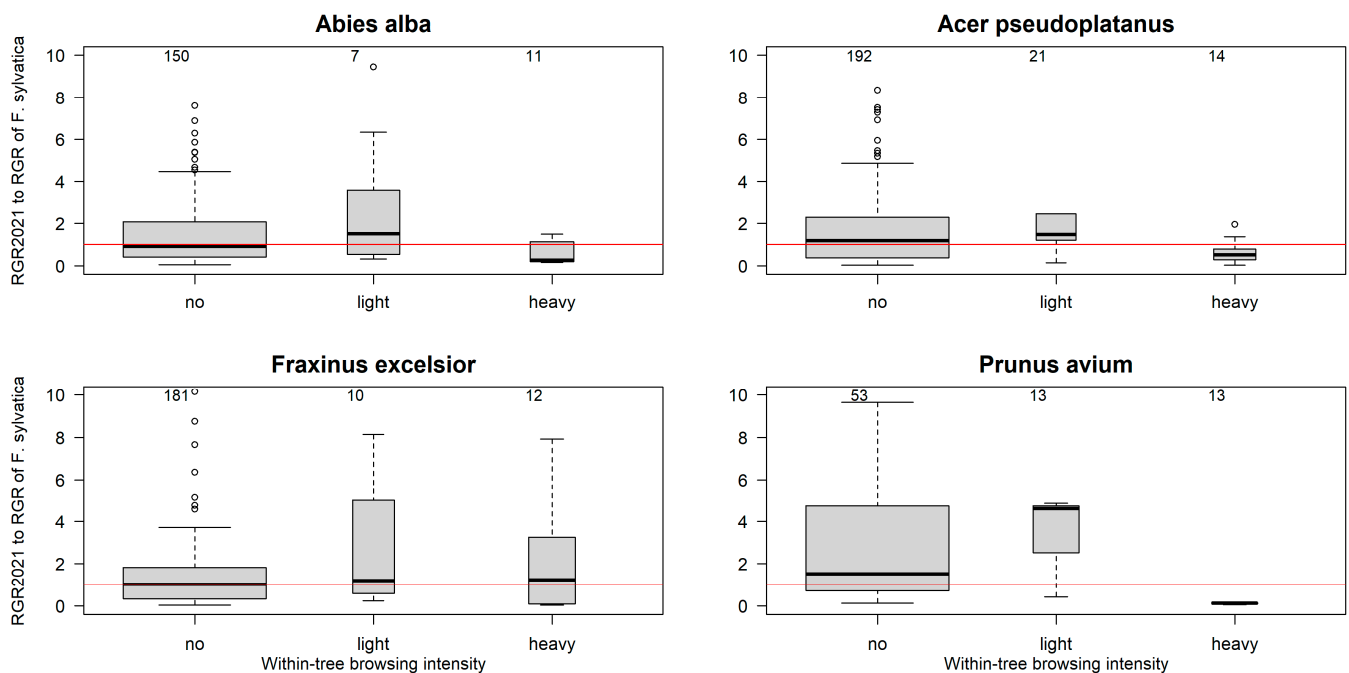 Abies alba
RGR2021 to RGR of F. sylvatica
10
8
6
4
2
0
150
7
11
no
light
heavy
Acer pseudoplatanus
10
8
6
4
2
0
192
21
14
no
light
heavy
Fraxinus excelsior
RGR2021 to RGR of F. sylvatica
10
8
6
4
2
0
181
10
12
no
light
heavy
Within-tree browsing intensity
Prunus avium
10
8
6
4
2
0
53
13
13
no
light
heavy
Within-tree browsing intensity